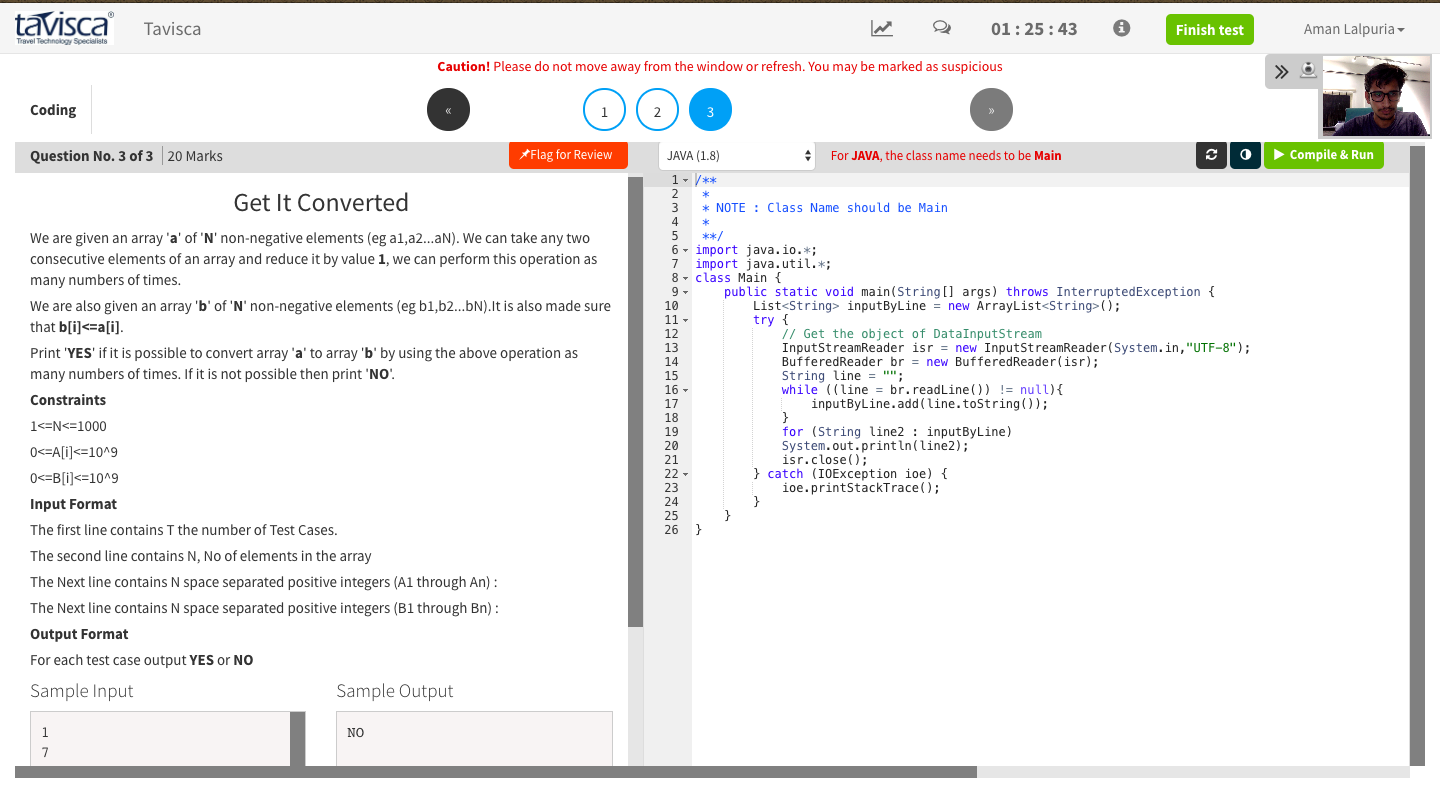 tavisca®
Travel Technology Specialists
Tavisca
01 : 25 : 43
Finish test
Aman Lalpuria
Caution! Please do not move away from the window or refresh. You may be marked as suspicious
Coding
«
1
2
3
»
Question No. 3 of 3
20 Marks
Flag for Review
JAVA (1.8)
For JAVA, the class name needs to be Main
Compile & Run
Get It Converted
We are given an array 'a' of 'N' non-negative elements (eg a1,a2...aN). We can take any two
consecutive elements of an array and reduce it by value 1, we can perform this operation as
many numbers of times.
We are also given an array 'b' of 'N' non-negative elements (eg b1,b2...bN).It is also made sure
that b[i]<=a[i].
Print 'YES' if it is possible to convert array 'a' to array 'b' by using the above operation as
many numbers of times. If it is not possible then print 'NO'.
Constraints
1<=N<=1000
0<=A[i]<=10^9
0<=B[i]<=10^9
Input Format
The first line contains T the number of Test Cases.
The second line contains N, No of elements in the array
The Next line contains N space separated positive integers (A1 through An) :
The Next line contains N space separated positive integers (B1 through Bn) :
Output Format
For each test case output YES or NO
Sample Input
Sample Output
1
7
NO
1 /**
2  *
3  * NOTE : Class Name should be Main
4  *
5  **/
6 import java.io.*;
7 import java.util.*;
8 class Main {
9     public static void main(String[] args) throws InterruptedException {
10         List<String> inputByLine = new ArrayList<String>();
11         try {
12             // Get the object of DataInputStream
13             InputStreamReader isr = new InputStreamReader(System.in,"UTF-8");
14             BufferedReader br = new BufferedReader(isr);
15             String line = "";
16             while ((line = br.readLine()) != null){
17                 inputByLine.add(line.toString());
18             }
19             for (String line2 : inputByLine)
20             System.out.println(line2);
21             isr.close();
22         } catch (IOException ioe) {
23             ioe.printStackTrace();
24         }
25     }
26 }